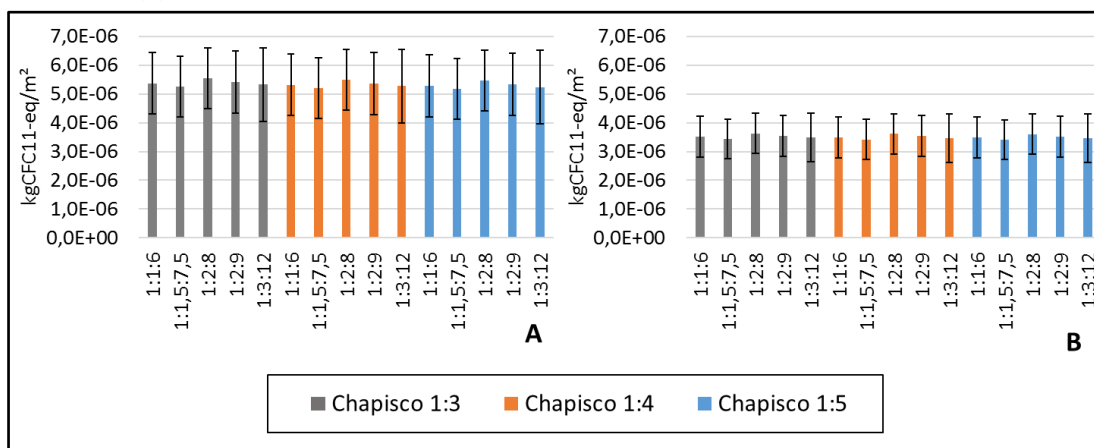 kgCFC11-eq/m²
7,0E-06
6,0E-06
5,0E-06
4,0E-06
3,0E-06
2,0E-06
1,0E-06
0,0E+00
1:1:6
1:1,5:7,5
1:2:8
1:2:9
1:3:12
1:1:6
1:1,5:7,5
1:2:8
1:2:9
1:3:12
1:1:6
1:1,5:7,5
1:2:8
1:2:9
1:3:12
A
kgCFC11-eq/m²
7,0E-06
6,0E-06
5,0E-06
4,0E-06
3,0E-06
2,0E-06
1,0E-06
0,0E+00
1:1:6
1:1,5:7,5
1:2:8
1:2:9
1:3:12
1:1:6
1:1,5:7,5
1:2:8
1:2:9
1:3:12
1:1:6
1:1,5:7,5
1:2:8
1:2:9
1:3:12
B
Chapisco 1:3 Chapisco 1:4 Chapisco 1:5